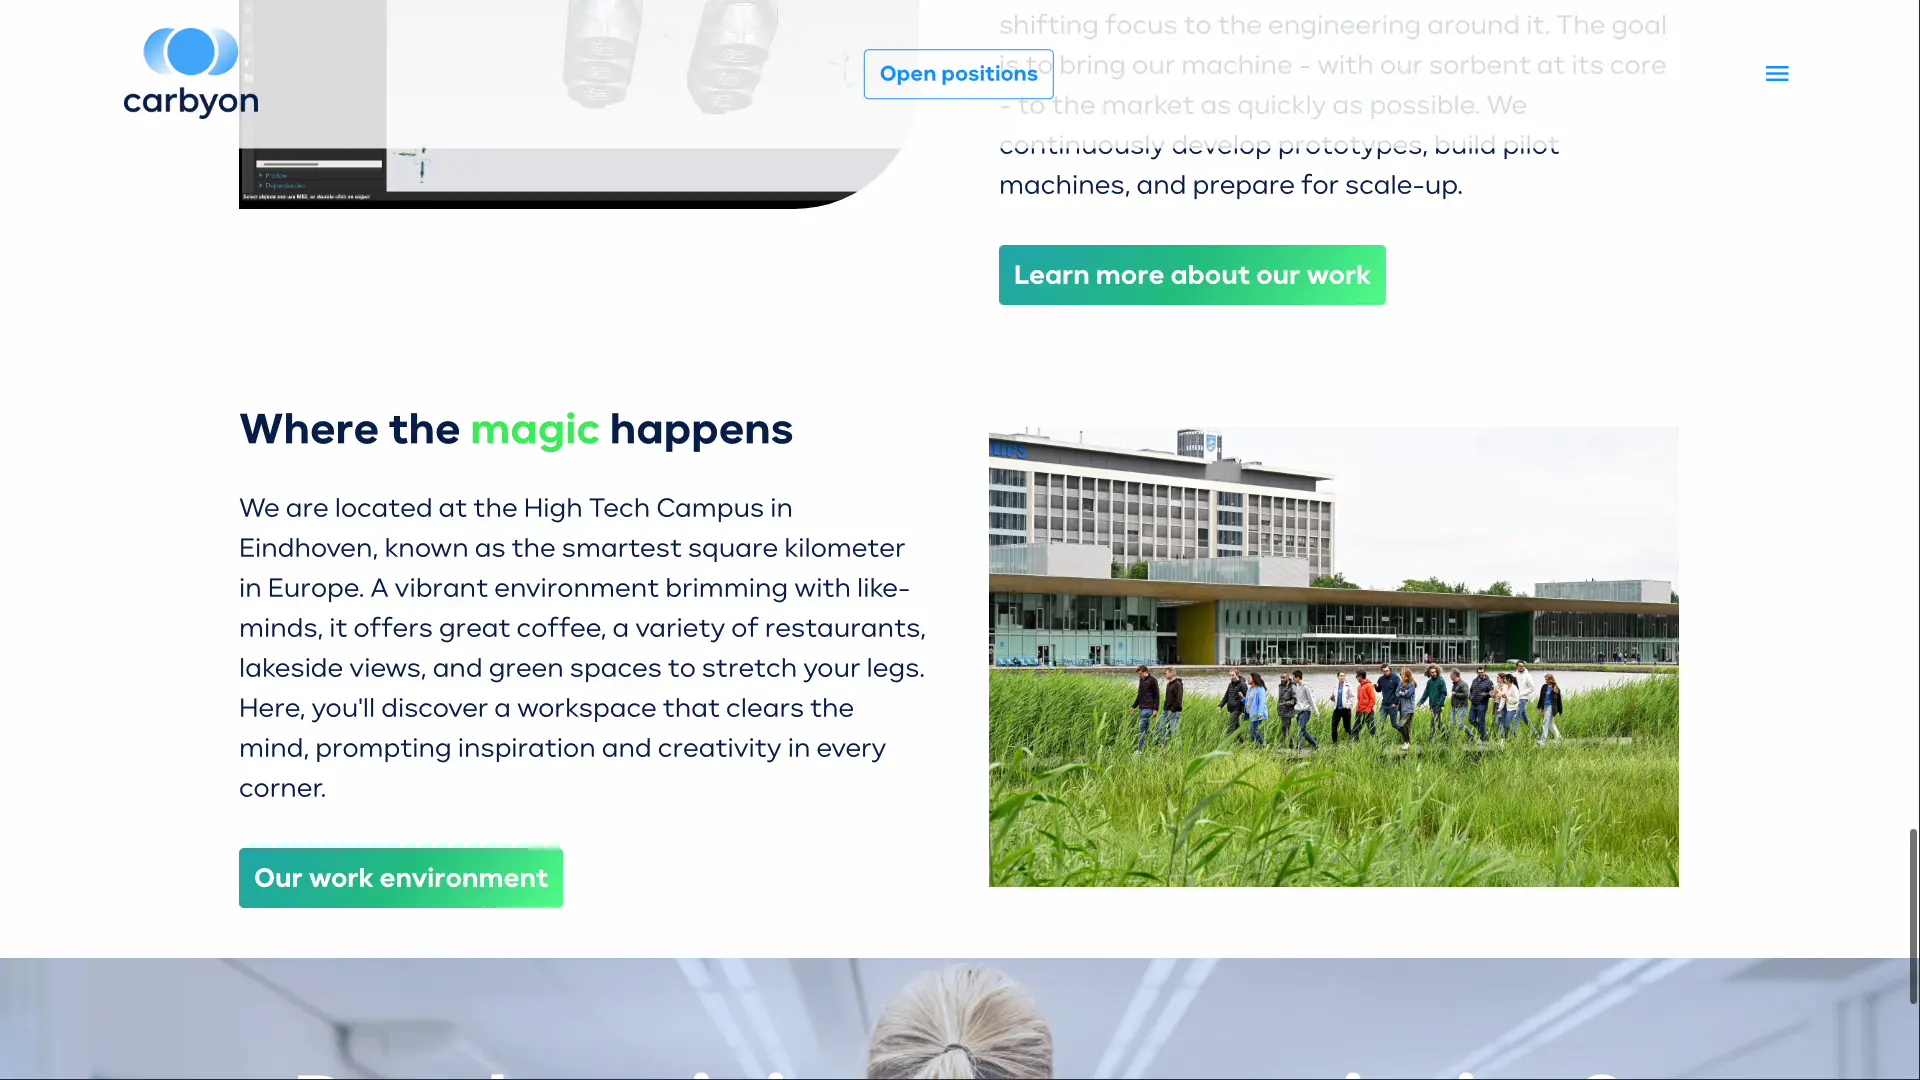 carbyon
Open positions
shifting focus to the engineering around it. The goal
is to bring our machine - with our sorbent at its core
- to the market as quickly as possible. We
continuously develop prototypes, build pilot
machines, and prepare for scale-up.
Learn more about our work
Where the magic happens
We are located at the High Tech Campus in
Eindhoven, known as the smartest square kilometer
in Europe. A vibrant environment brimming with like-
minds, it offers great coffee, a variety of restaurants,
lakeside views, and green spaces to stretch your legs.
Here, you'll discover a workspace that clears the
mind, prompting inspiration and creativity in every
corner.
Our work environment